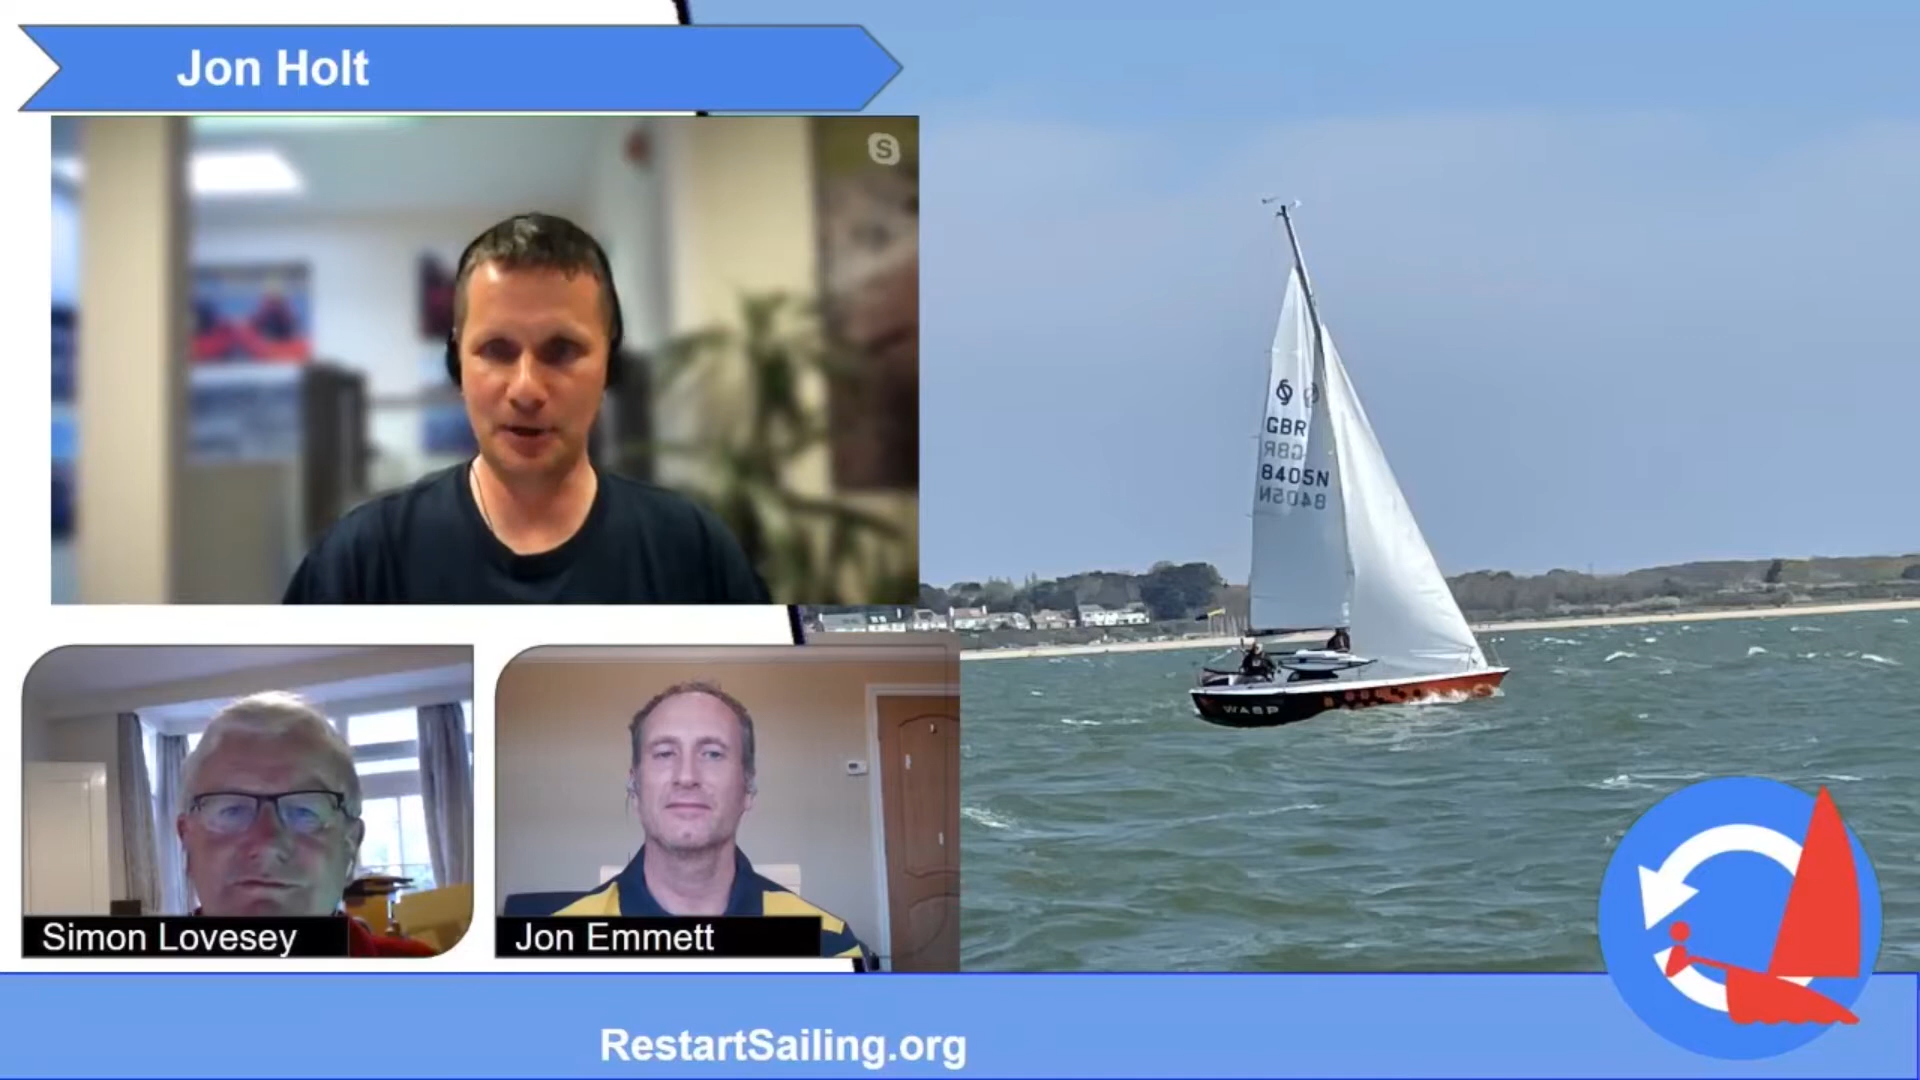 Jon Holt
S
GBR
GBR
8405N
8405N
WASP
Simon Lovesey
Jon Emmett
RestartSailing.org